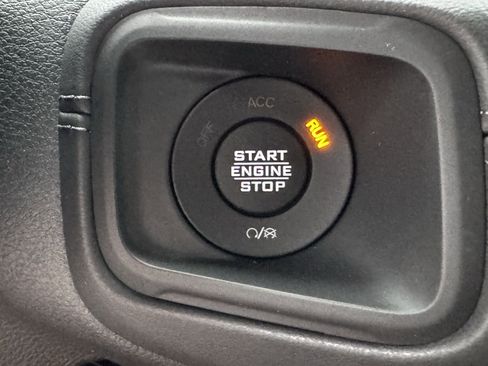 ACC
OFF
RUN
START
ENGINE
STOP